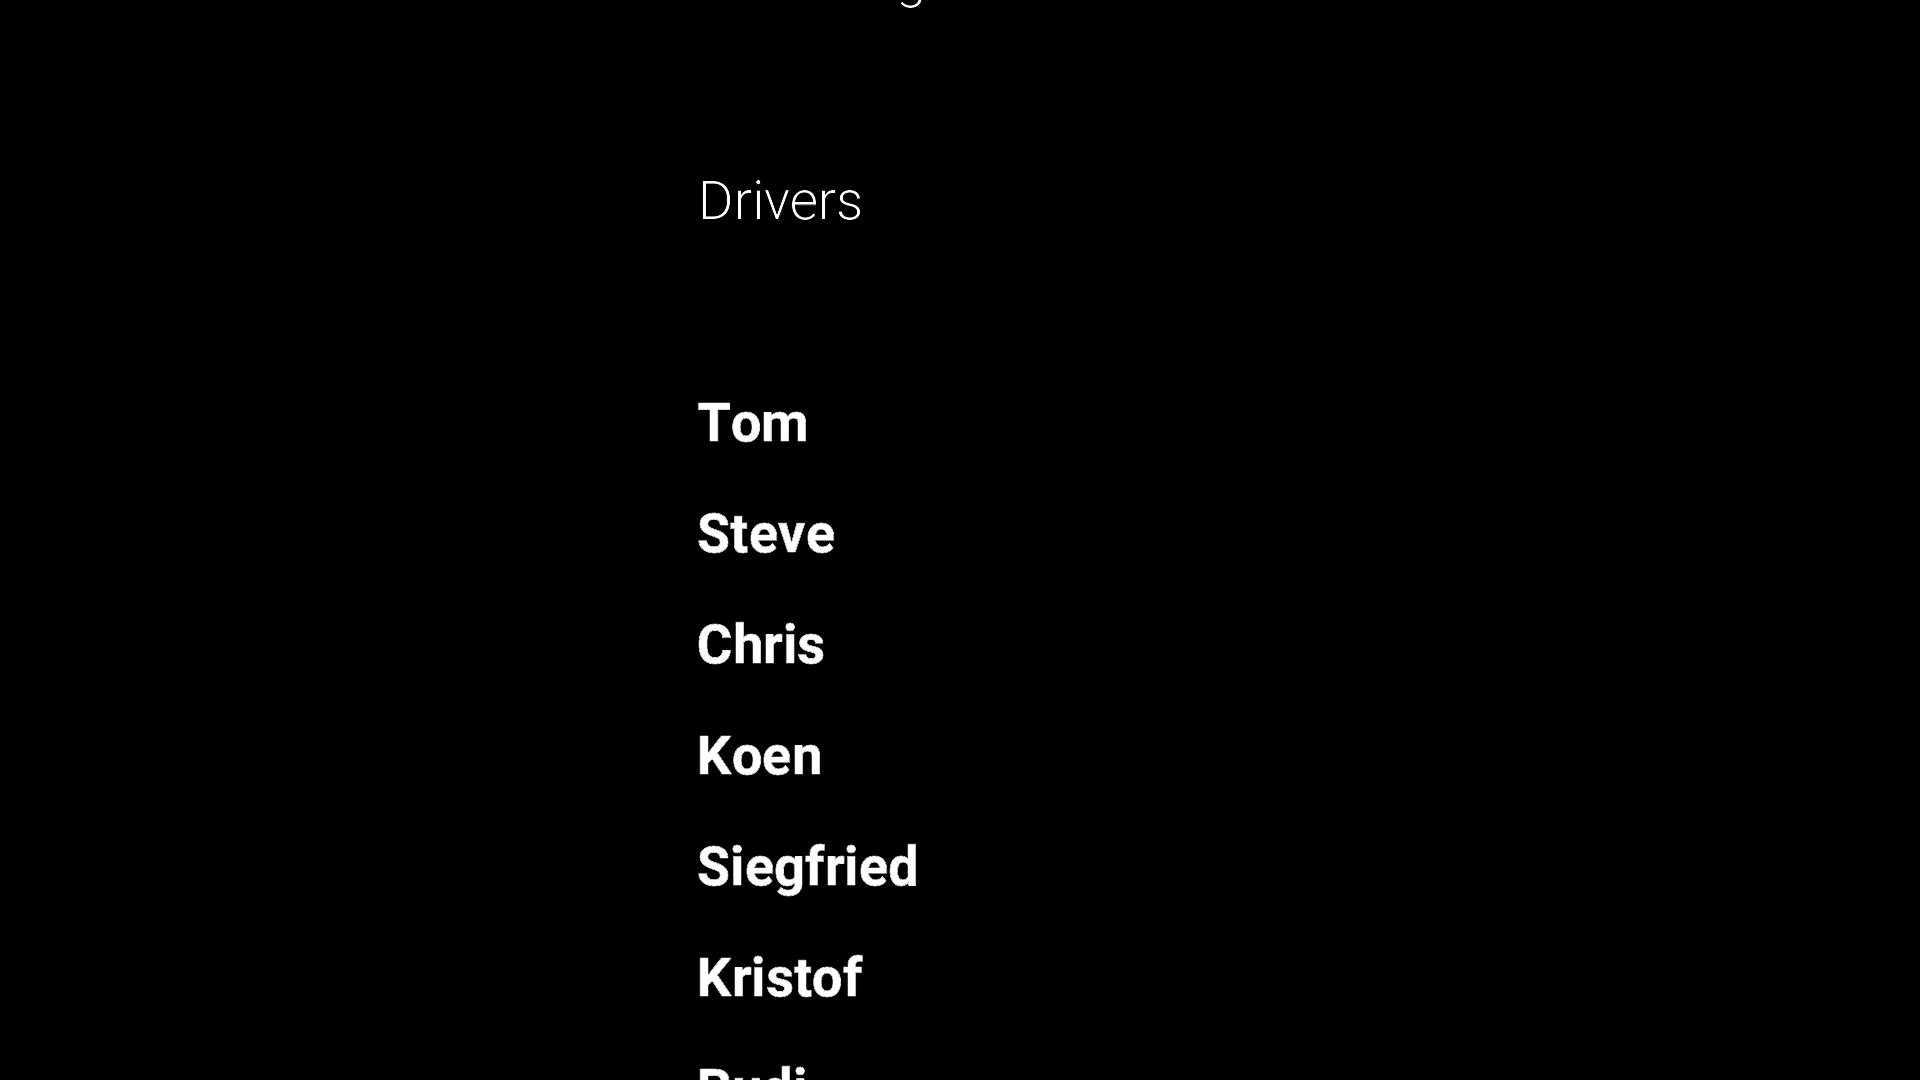 Drivers
Tom
Steve
Chris
Koen
Siegfried
Kristof